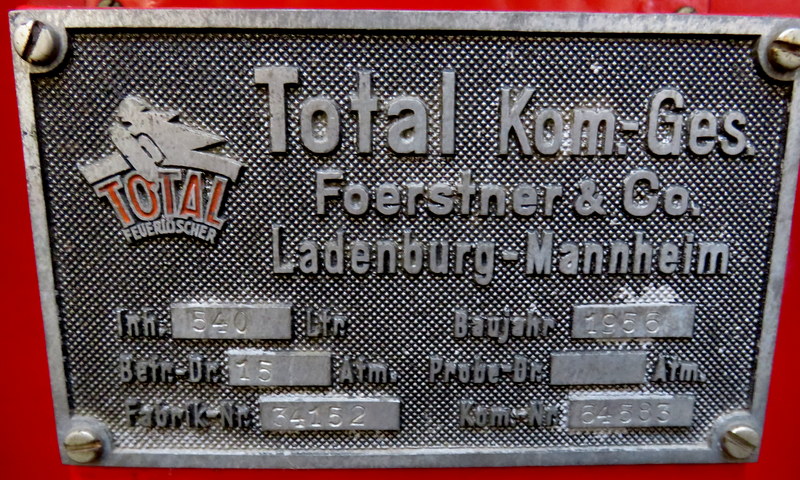 Total Kom.-Ges.
TOTAL
FEUERLÖSCHER
Foerstner & Co.
Ladenburg-Mannheim
Inh. 540 Ltr. Baujahr 1956
Betr.-Dr. 15 Atm. Probe-Dr. Atm.
Fabrik-Nr. 34152 Kom.-Nr. 64583